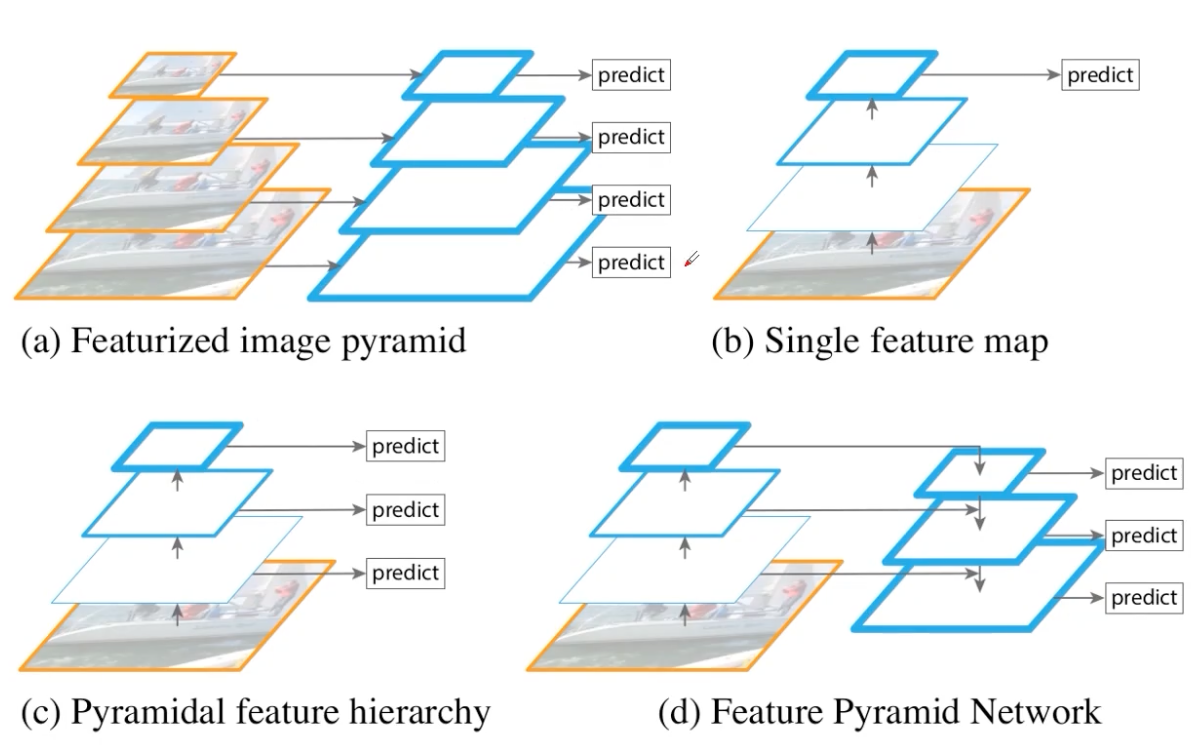 predict
predict
predict
predict
predict
(a) Featurized image pyramid
(b) Single feature map
predict
predict
predict
predict
predict
predict
(c) Pyramidal feature hierarchy
(d) Feature Pyramid Network